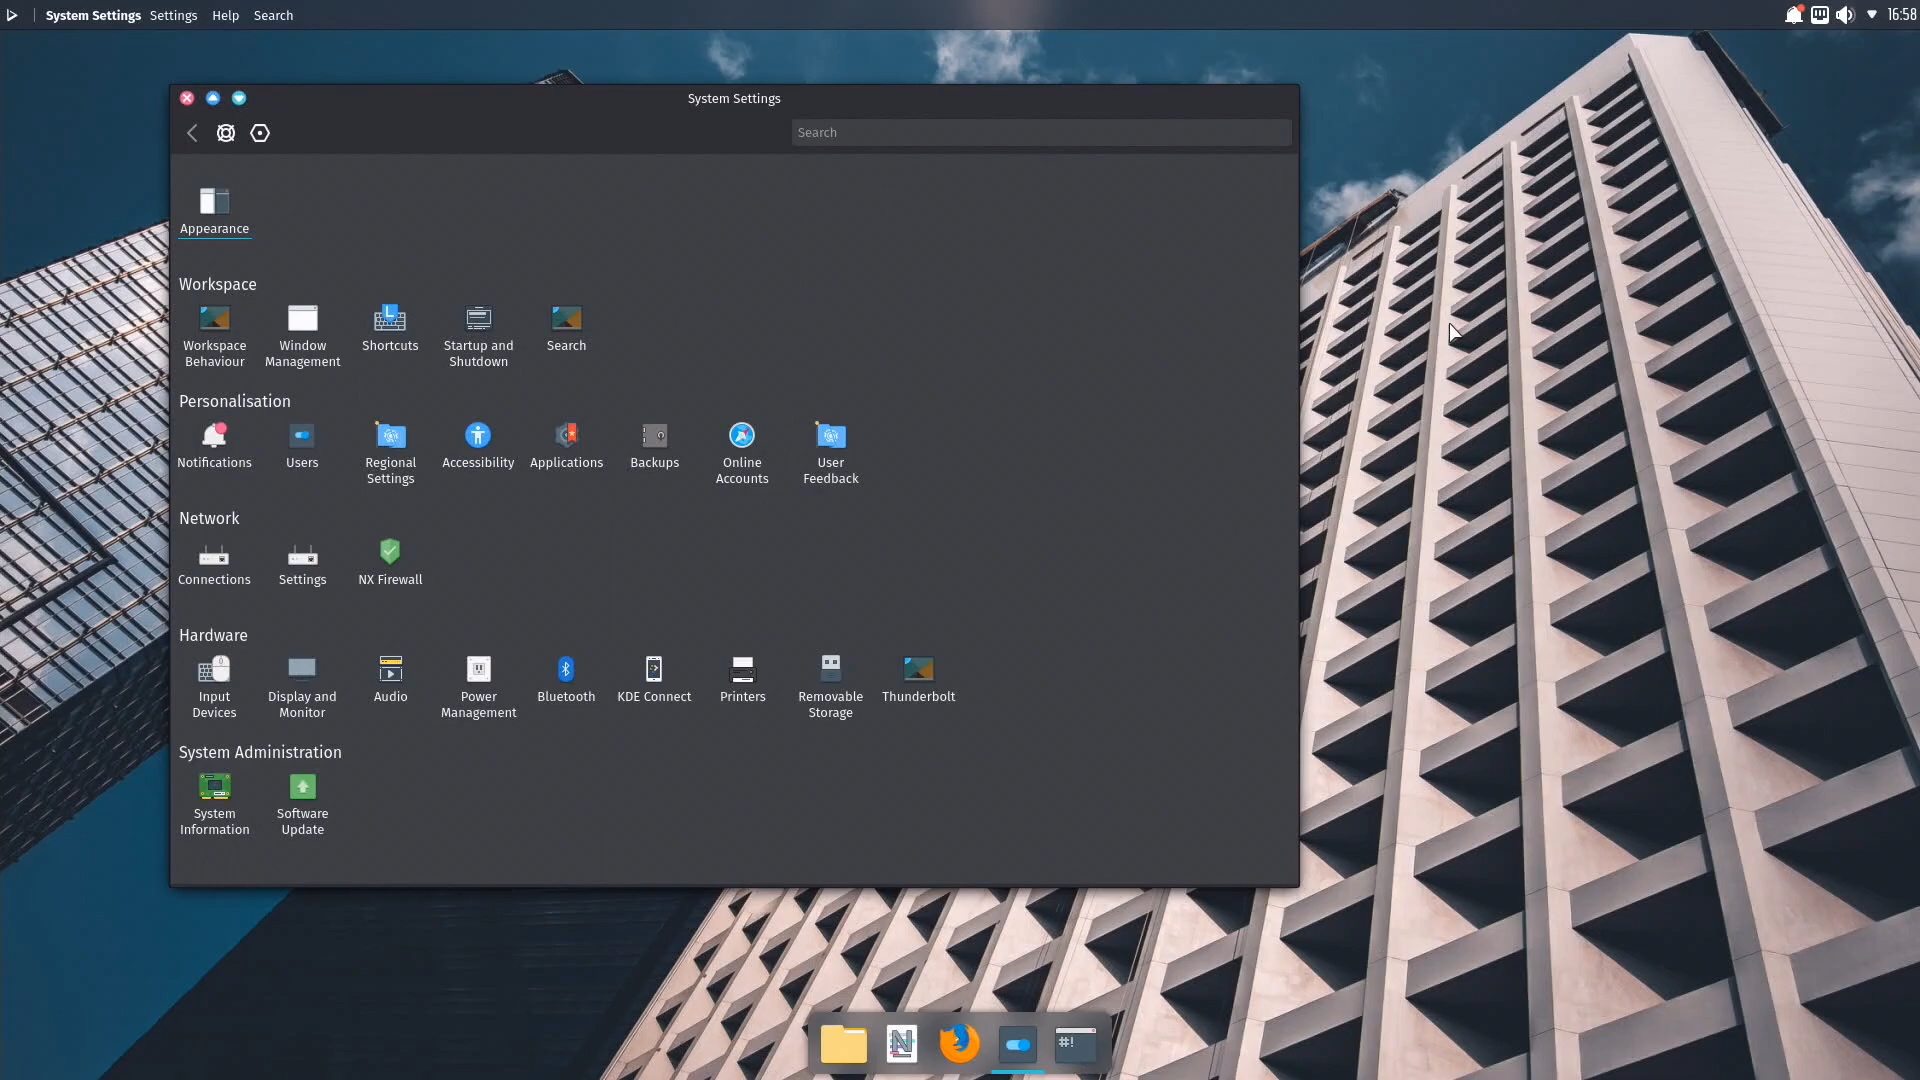 System Settings Settings Help Search
16:58
System Settings
Search
Appearance
Workspace
Workspace Behaviour
Window Management
Shortcuts
Startup and Shutdown
Search
Personalisation
Notifications
Users
Regional Settings
Accessibility
Applications
Backups
Online Accounts
User Feedback
Network
Connections
Settings
NX Firewall
Hardware
Input Devices
Display and Monitor
Audio
Power Management
Bluetooth
KDE Connect
Printers
Removable Storage
Thunderbolt
System Administration
System Information
Software Update
N
#!